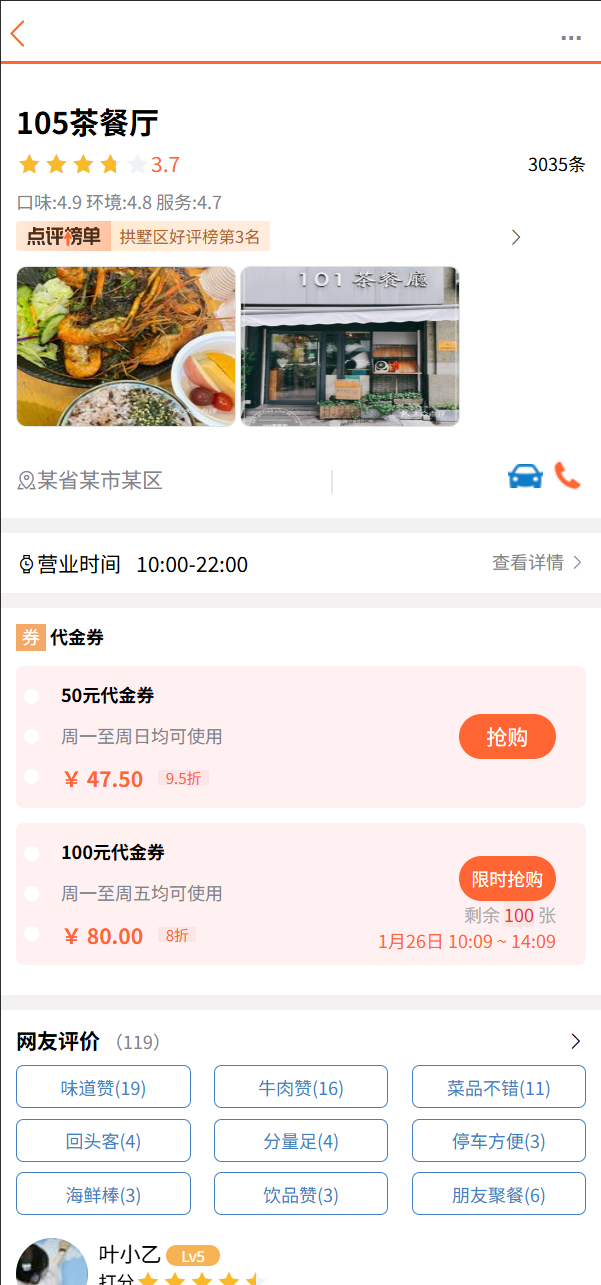 ...
105茶餐厅
3.7
3035条
口味:4.9 环境:4.8 服务:4.7
点评榜单 拱墅区好评榜第3名
101 茶餐廳
某省某市某区
营业时间 10:00-22:00
查看详情
券 代金券
50元代金券
周一至周日均可使用
抢购
¥ 47.50 9.5折
100元代金券
限时抢购
周一至周五均可使用
剩余 100 张
¥ 80.00 8折
1月26日 10:09 ~ 14:09
网友评价 （119）
味道赞(19) 牛肉赞(16) 菜品不错(11)
回头客(4) 分量足(4) 停车方便(3)
海鲜棒(3) 饮品赞(3) 朋友聚餐(6)
叶小乙 Lv5
打分